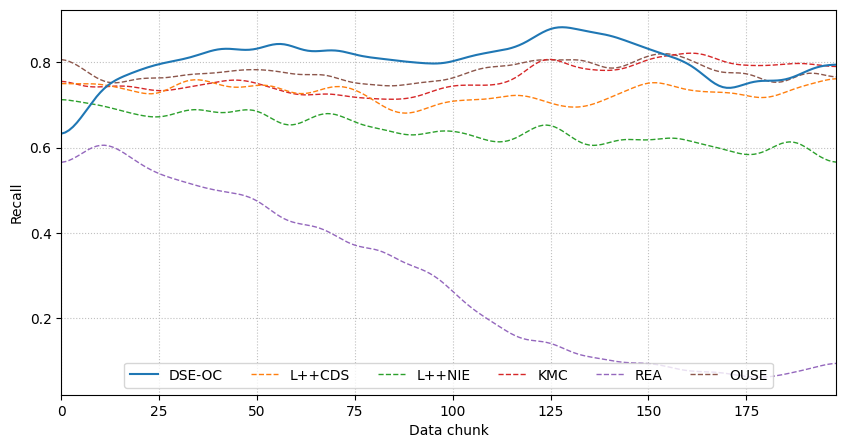 0.8
0.6
0.4
0.2
Recall
DSE-OC L++CDS L++NIE KMC REA OUSE
0 25 50 75 100 125 150 175
Data chunk